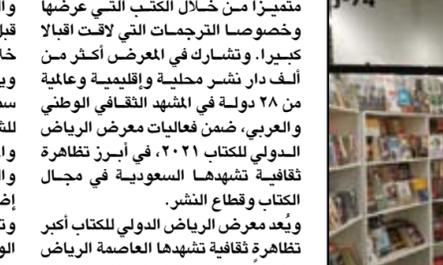 متميزا من خلال الكتب التي عرضها
وخصوصا الترجمات التي لاقت اقبالا
كبيرا. وتشارك في المعرض أكثر من
ألف دار نشر محلية وإقليمية وعالمية
من ٢٨ دولة في المشهد الثقافي الوطني
والعربي، ضمن فعاليات معرض الرياض
الدولي للكتاب ٢٠٢١، في أبرز تظاهرة
ثقافية تشهدها السعودية في مجال
الكتاب وقطاع النشر.
ويُعد معرض الرياض الدولي للكتاب أكبر
تظاهرة ثقافية تشهدها العاصمة الرياض